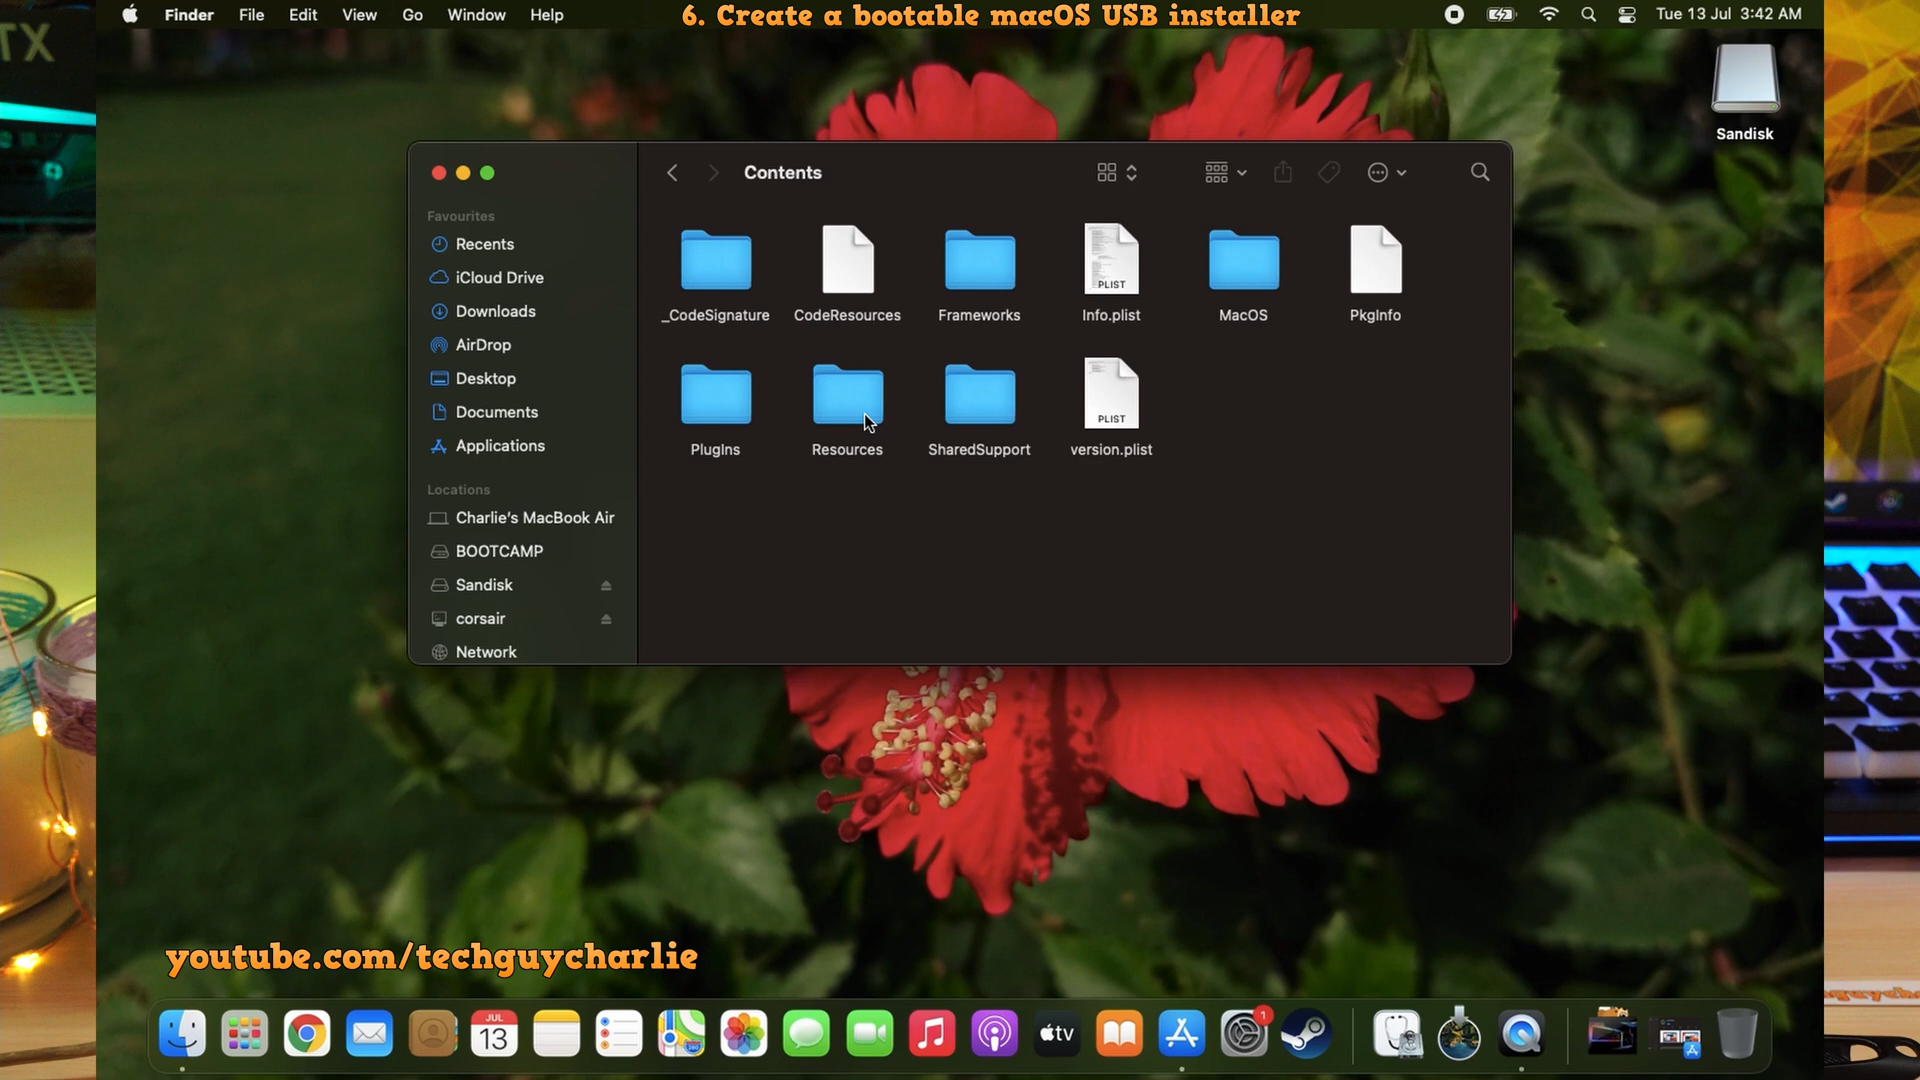 Finder File Edit View Go Window Help
6. Create a bootable macOS USB installer
Tue 13 Jul 3:42 AM
TX
Sandisk
Contents
Favourites
Recents
iCloud Drive
Downloads
AirDrop
Desktop
Documents
Applications
Locations
Charlie's MacBook Air
BOOTCAMP
Sandisk
corsair
Network
PLIST
_CodeSignature CodeResources Frameworks Info.plist MacOS PkgInfo
PLIST
PlugIns Resources SharedSupport version.plist
youtube.com/techguycharlie
JUL
13
tv
1